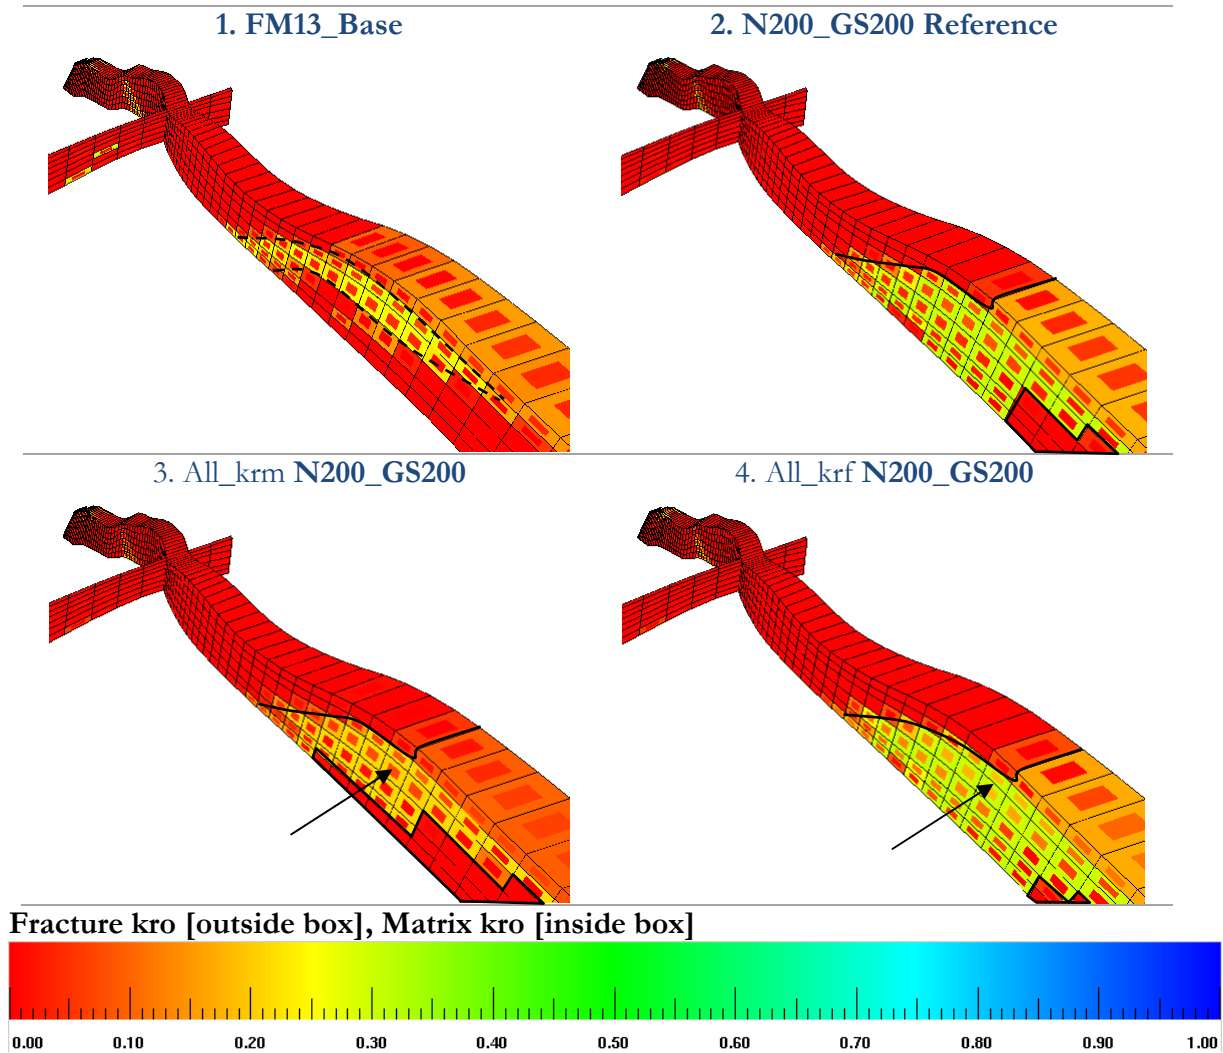 1. FM13_Base
2. N200_GS200 Reference
3. All_krm N200_GS200
4. All_krf N200_GS200
Fracture kro [outside box], Matrix kro [inside box]
0.00 0.10 0.20 0.30 0.40 0.50 0.60 0.70 0.80 0.90 1.00